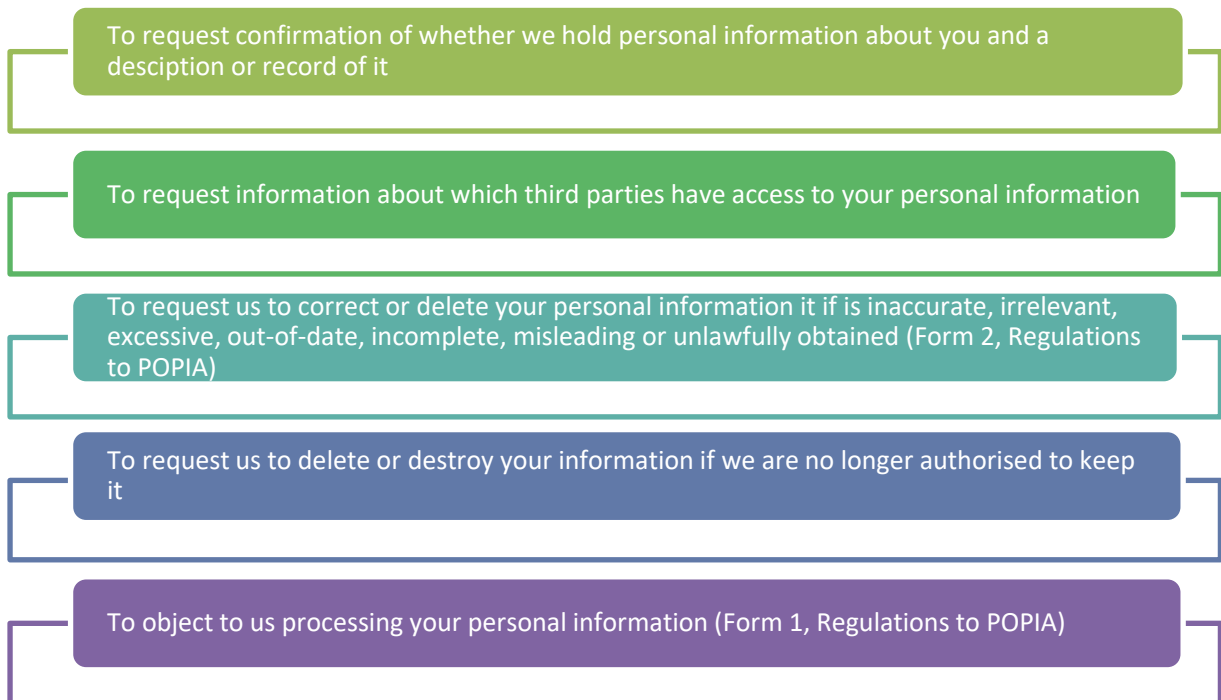 To request confirmation of whether we hold personal information about you and a
desciption or record of it
To request information about which third parties have access to your personal information
To request us to correct or delete your personal information it if is inaccurate, irrelevant,
excessive, out-of-date, incomplete, misleading or unlawfully obtained (Form 2, Regulations
to POPIA)
To request us to delete or destroy your information if we are no longer authorised to keep
it
To object to us processing your personal information (Form 1, Regulations to POPIA)